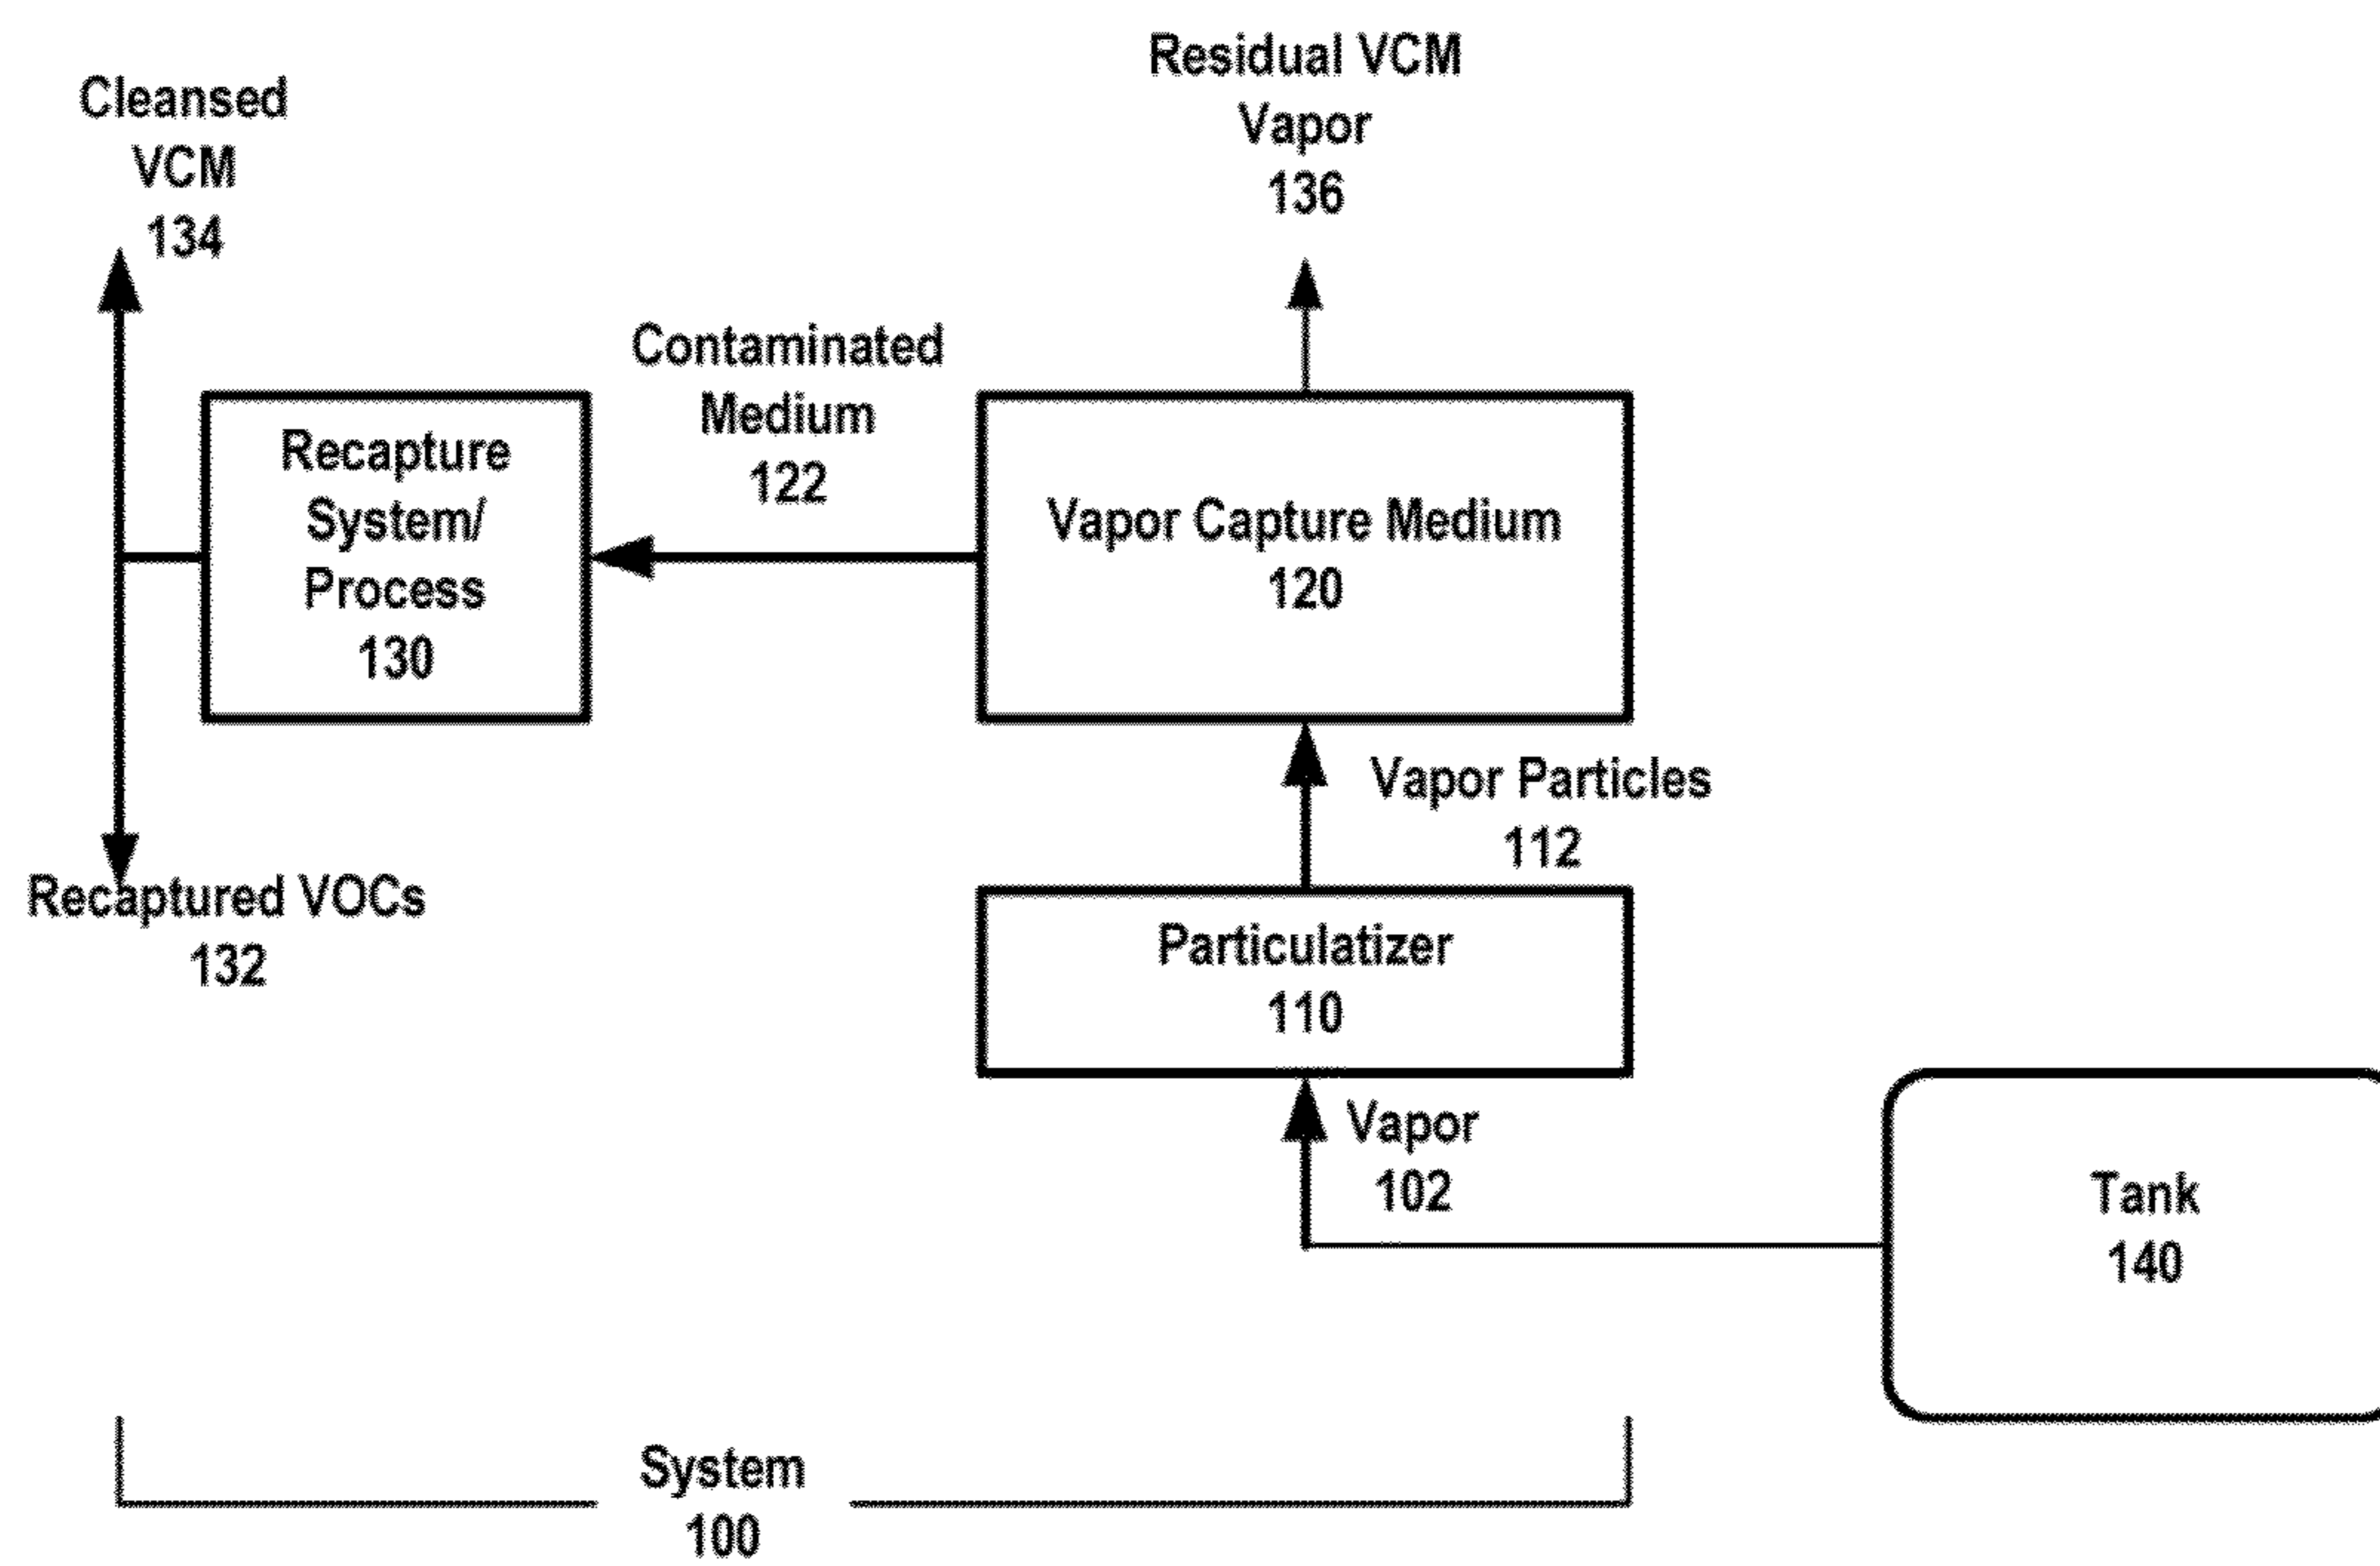 Residual VCM
Vapor
136
Cleansed
VCM
134
Contaminated
Medium
122
Recapture
System/
Process
130
Vapor Capture Medium
120
Vapor Particles
112
Recaptured VOCs
132
Particulatizer
110
Vapor
102
Tank
140
System
100